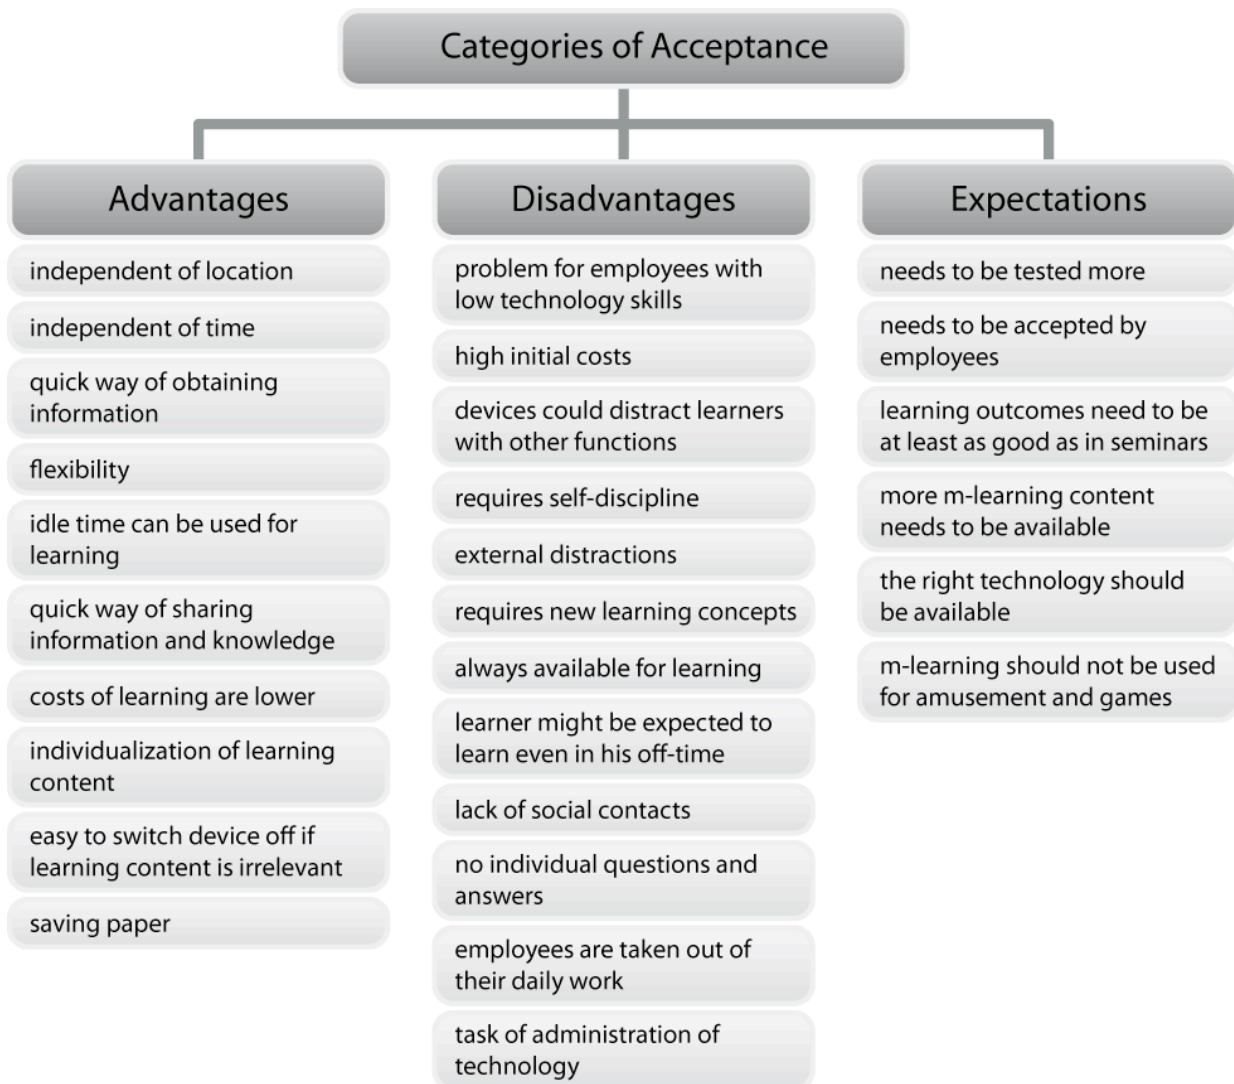 Categories of Acceptance
Advantages
independent of location
independent of time
quick way of obtaining
information
flexibility
idle time can be used for
learning
quick way of sharing
information and knowledge
costs of learning are lower
individualization of learning
content
easy to switch device off if
learning content is irrelevant
saving paper
Disadvantages
problem for employees with
low technology skills
high initial costs
devices could distract learners
with other functions
requires self-discipline
external distractions
requires new learning concepts
always available for learning
learner might be expected to
learn even in his off-time
lack of social contacts
no individual questions and
answers
employees are taken out of
their daily work
task of administration of
technology
Expectations
needs to be tested more
needs to be accepted by
employees
learning outcomes need to be
at least as good as in seminars
more m-learning content
needs to be available
the right technology should
be available
m-learning should not be used
for amusement and games